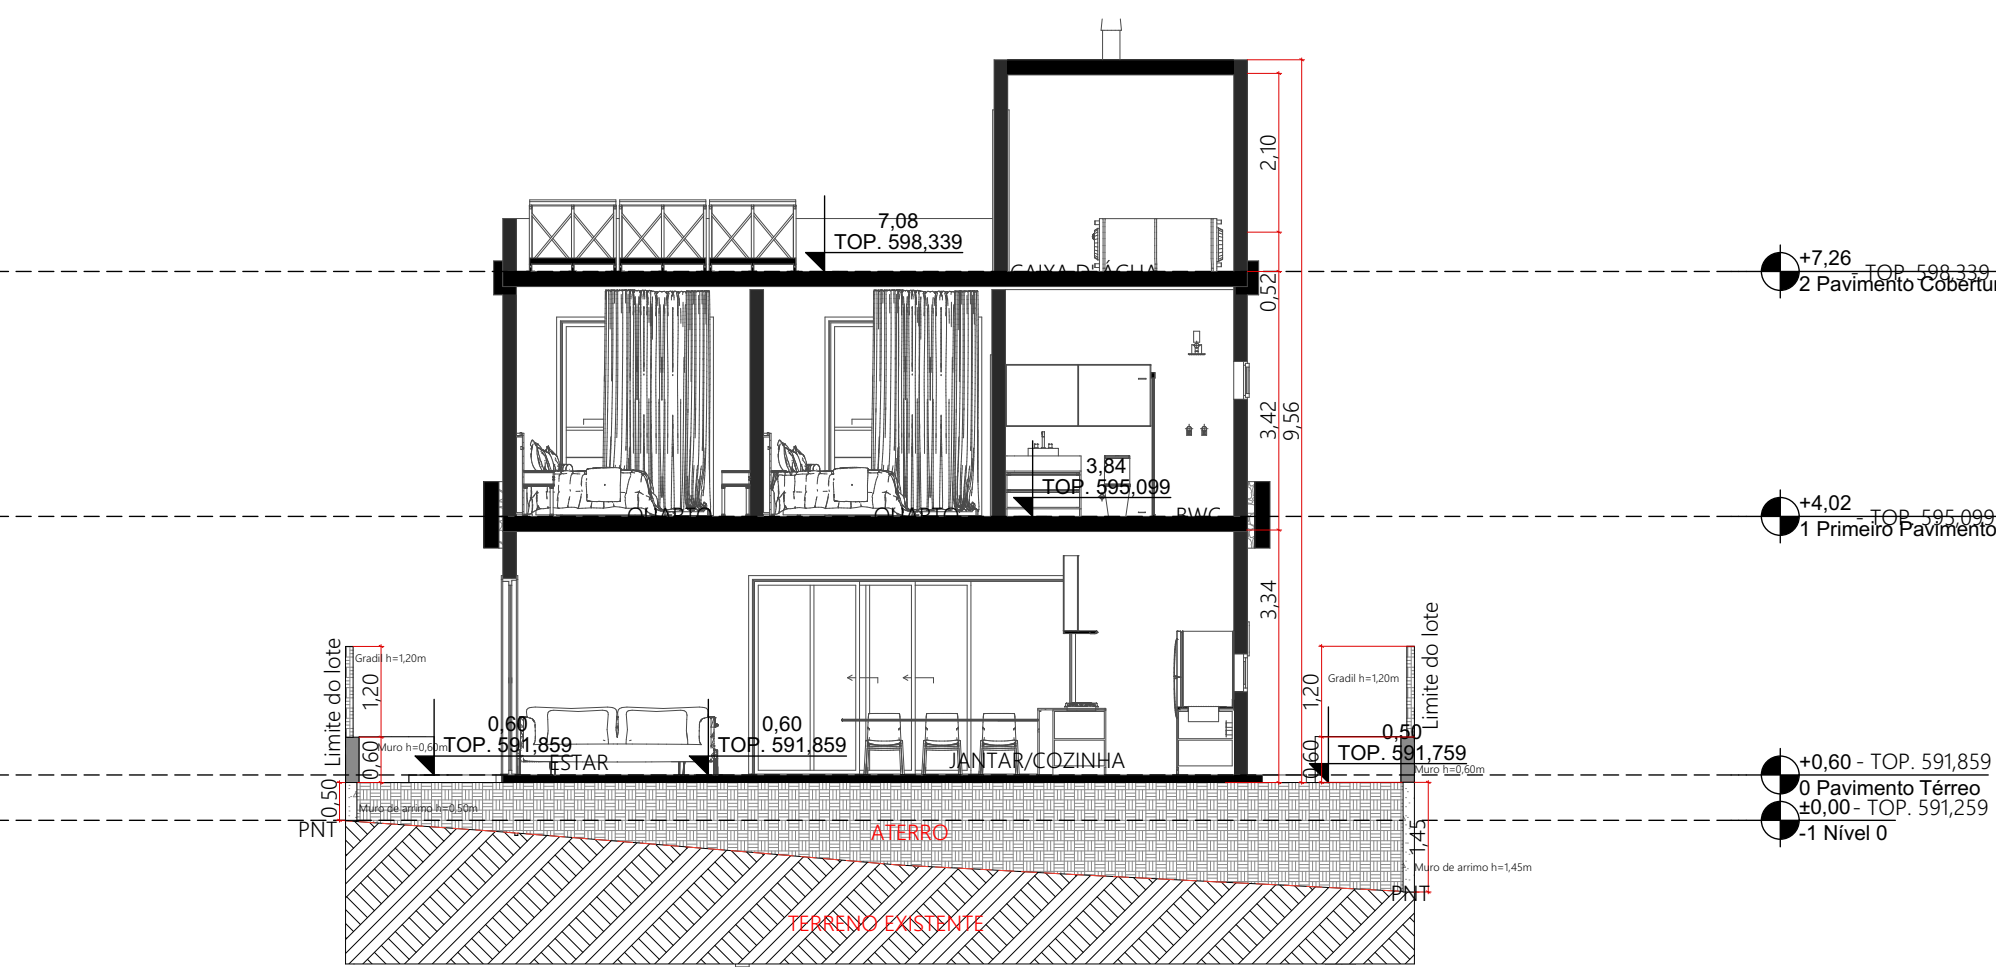 2,10
7,08
TOP. 598,339
CAIXA D'ÁGUA
+7,26 - TOP. 598,339
2 Pavimento Cobertur
0,52
3,42
9,56
3,84
TOP. 595,099
QUARTO
QUARTO
BWC
+4,02 - TOP. 595,099
1 Primeiro Pavimento
3,34
Limite do lote
Gradil h=1,20m
1,20
Muro h=0,60m
0,60
0,60
TOP. 591,859
ESTAR
0,60
TOP. 591,859
JANTAR/COZINHA
Limite do lote
Gradil h=1,20m
1,20
0,60
0,50
TOP. 591,759
Muro h=0,60m
+0,60 - TOP. 591,859
0 Pavimento Térreo
±0,00 - TOP. 591,259
-1 Nível 0
0,50
Muro de arrimo h=0,50m
PNT
ATERRO
1,45
Muro de arrimo h=1,45m
PNT
TERRENO EXISTENTE